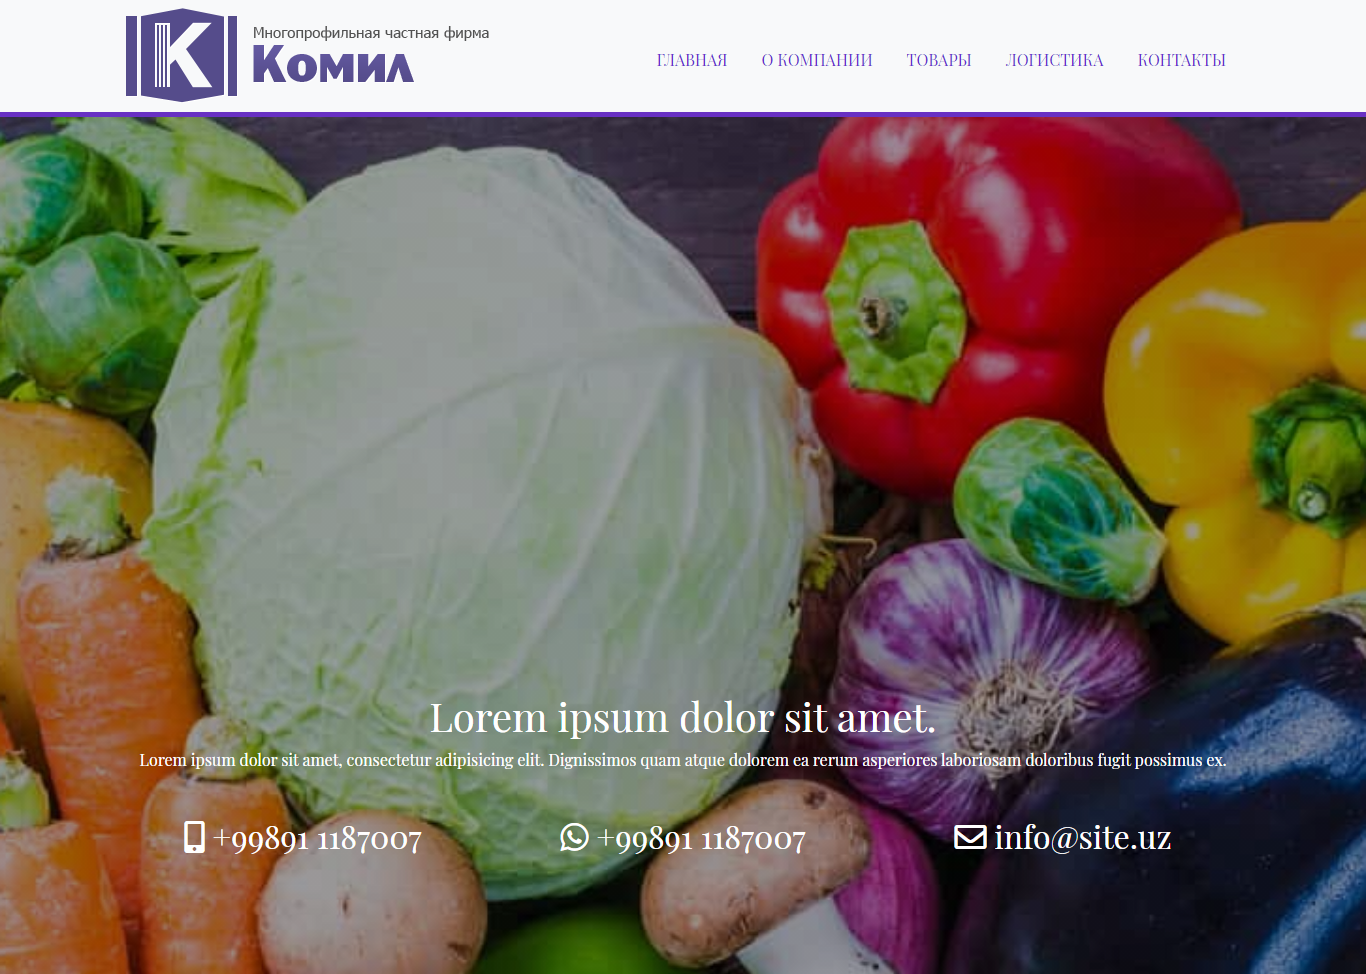 Многопрофильная частная фирма
Комил
ГЛАВНАЯ О КОМПАНИИ ТОВАРЫ ЛОГИСТИКА КОНТАКТЫ
Lorem ipsum dolor sit amet.
Lorem ipsum dolor sit amet, consectetur adipisicing elit. Dignissimos quam atque dolorem ea rerum asperiores laboriosam doloribus fugit possimus ex.
+99891 1187007 +99891 1187007 info@site.uz